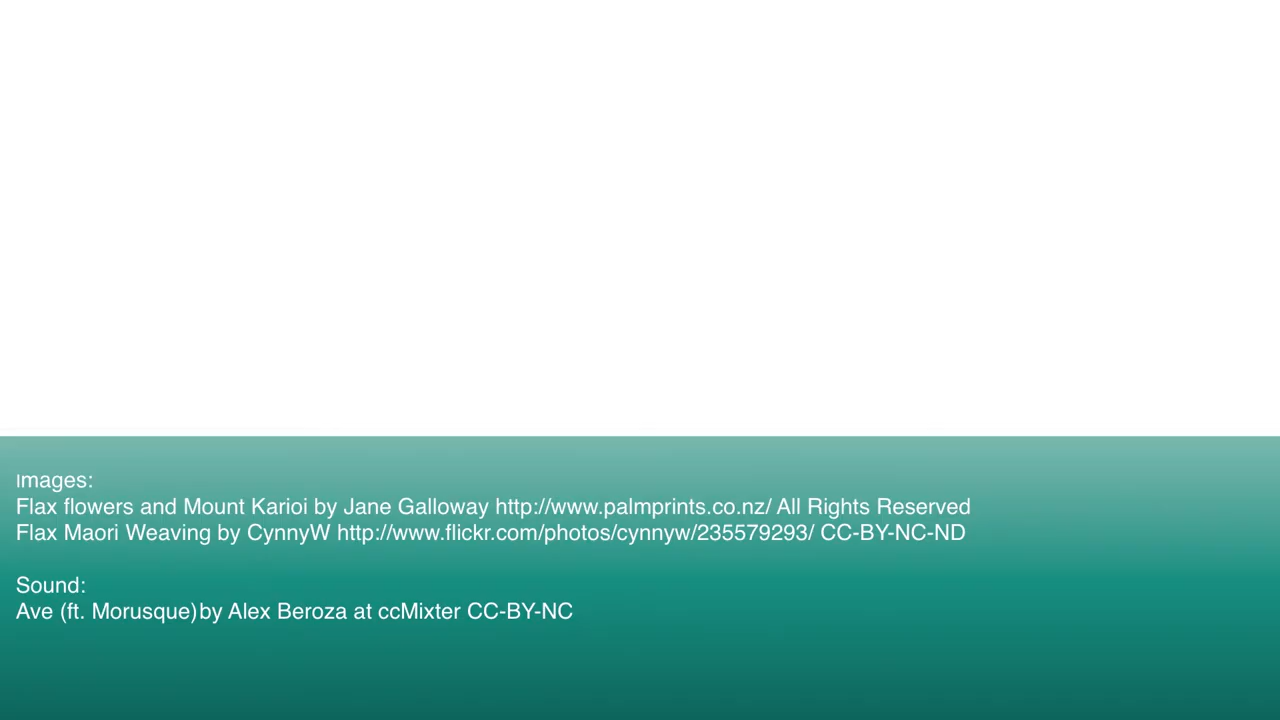 Images:
Flax flowers and Mount Karioi by Jane Galloway http://www.palmprints.co.nz/ All Rights Reserved
Flax Maori Weaving by CynnyW http://www.flickr.com/photos/cynnyw/235579293/ CC-BY-NC-ND
Sound:
Ave (ft. Morusque)by Alex Beroza at ccMixter CC-BY-NC